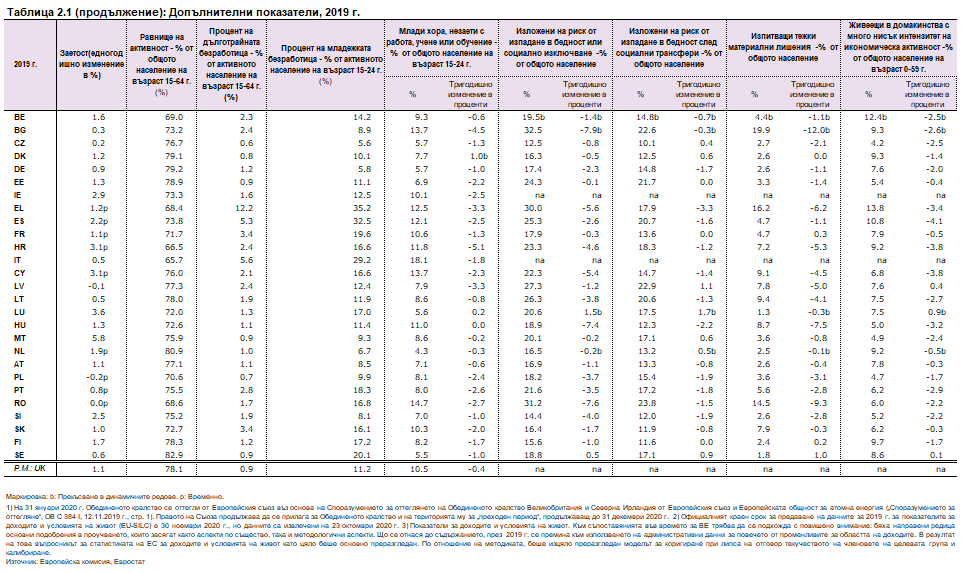 Таблица 2.1 (продължение): Допълнителни показатели, 2019 г.
2019 г.
Заетост(едногодишно изменение в %)
Равнище на активност - % от общото население на възраст 15-64 г. (%)
Процент на дълготрайната безработица - % от активното население на възраст 15-64 г. (%)
Процент на младежката безработица - % от активното население на възраст 15-24 г. (%)
Млади хора, незаети с работа, учене или обучение - % от общото население на възраст 15-24 г.
Изложени на риск от изпадане в бедност или социално изключване -% от общото население
Изложени на риск от изпадане в бедност след социални трансфери -% от общото население
Изпитващи тежки материални лишения -% от общото население
Живеещи в домакинства с много нисък интензитет на икономическа активност -% от общото население на възраст 0-59 г.
% Тригодишно изменение в проценти % Тригодишно изменение в проценти % Тригодишно изменение в проценти % Тригодишно изменение в проценти % Тригодишно изменение в проценти
BE 1.6 69.0 2.3 14.2 9.3 -0.6 19.5b -1.4b 14.8b -0.7b 4.4b -1.1b 12.4b -2.5b
BG 0.3 73.2 2.4 8.9 13.7 -4.5 32.5 -7.9b 22.6 -0.3b 19.9 -12.0b 9.3 -2.6b
CZ 0.2 76.7 0.6 5.6 5.7 -1.3 12.5 -0.8 10.1 0.4 2.7 -2.1 4.2 -2.5
DK 1.2 79.1 0.8 10.1 7.7 1.0b 16.3 -0.5 12.5 0.6 2.6 0.0 9.3 -1.4
DE 0.9 79.2 1.2 5.8 5.7 -1.0 17.4 -2.3 14.8 -1.7 2.6 -1.1 7.6 -2.0
EE 1.3 78.9 0.9 11.1 6.9 -2.2 24.3 -0.1 21.7 0.0 3.3 -1.4 5.4 -0.4
IE 2.9 73.3 1.6 12.5 10.1 -2.5 na na na na na na na na
EL 1.2p 68.4 12.2 35.2 12.5 -3.3 30.0 -5.6 17.9 -3.3 16.2 -6.2 13.8 -3.4
ES 2.2p 73.8 5.3 32.5 12.1 -2.5 25.3 -2.6 20.7 -1.6 4.7 -1.1 10.8 -4.1
FR 1.1p 71.7 3.4 19.6 10.6 -1.3 17.9 -0.3 13.6 0.0 4.7 0.3 7.9 -0.5
HR 3.1p 66.5 2.4 16.6 11.8 -5.1 23.3 -4.6 18.3 -1.2 7.2 -5.3 9.2 -3.8
IT 0.5 65.7 5.6 29.2 18.1 -1.8 na na na na na na na na
CY 3.1p 76.0 2.1 16.6 13.7 -2.3 22.3 -5.4 14.7 -1.4 9.1 -4.5 6.8 -3.8
LV -0.1 77.3 2.4 12.4 7.9 -3.3 27.3 -1.2 22.9 1.1 7.8 -5.0 7.6 0.4
LT 0.5 78.0 1.9 11.9 8.6 -0.8 26.3 -3.8 20.6 -1.3 9.4 -4.1 7.5 -2.7
LU 3.6 72.0 1.3 17.0 5.6 0.2 20.6 1.5b 17.5 1.7b 1.3 -0.3b 7.5 0.9b
HU 1.3 72.6 1.1 11.4 11.0 0.0 18.9 -7.4 12.3 -2.2 8.7 -7.5 5.0 -3.2
MT 5.8 75.9 0.9 9.3 8.6 -0.2 20.1 -0.2 17.1 0.6 3.6 -0.8 4.9 -2.4
NL 1.9p 80.9 1.0 6.7 4.3 -0.3 16.5 -0.2b 13.2 0.5b 2.5 -0.1b 9.2 -0.5b
AT 1.1 77.1 1.1 8.5 7.1 -0.6 16.9 -1.1 13.3 -0.8 2.6 -0.4 7.8 -0.3
PL -0.2p 70.6 0.7 9.9 8.1 -2.4 18.2 -3.7 15.4 -1.9 3.6 -3.1 4.7 -1.7
PT 0.8p 75.5 2.8 18.3 8.0 -2.6 21.6 -3.5 17.2 -1.8 5.6 -2.8 6.2 -2.9
RO 0.0p 68.6 1.7 16.8 14.7 -2.7 31.2 -7.6 23.8 -1.5 14.5 -9.3 6.0 -2.2
SI 2.5 75.2 1.9 8.1 7.0 -1.0 14.4 -4.0 12.0 -1.9 2.6 -2.8 5.2 -2.2
SK 1.0 72.7 3.4 16.1 10.3 -2.0 16.4 -1.7 11.9 -0.8 7.9 -0.3 6.2 -0.3
FI 1.7 78.3 1.2 17.2 8.2 -1.7 15.6 -1.0 11.6 0.0 2.4 0.2 9.7 -1.7
SE 0.6 82.9 0.9 20.1 5.5 -1.0 18.8 0.5 17.1 0.9 1.8 1.0 8.6 0.1
P.M.: UK 1.1 78.1 0.9 11.2 10.5 -0.4 na na na na na na na na
Маркировка: b: Прекъсване в динамичните редове. p: Временно.
1) На 31 януари 2020 г. Обединеното кралство се оттегли от Европейския съюз въз основа на Споразумението за оттеглянето на Обединеното кралство Великобритания и Северна Ирландия от Европейския съюз и Европейската общност за атомна енергия („Споразумението за
оттегляне“, ОВ C 384 I, 12.11.2019 г., стр. 1). Правото на Съюза продължава да се прилага за Обединеното кралство и на територията му за „преходен период“, продължаващ до 31 декември 2020 г. 2) Официалният краен срок за предаване на данните за 2019 г. за показателите за
доходите и условията на живот (EU-SILC) е 30 ноември 2020 г., но данните са извлечени на 23 октомври 2020 г. 3) Показатели за доходите и условията на живот. Към съпоставянията във времето за BE трябва да се подхожда с повишено внимание: бяха направени редица
основни подобрения в проучването, които засягат както аспекти по същество, така и методологични аспекти. Що се отнася до съдържанието, през 2019 г. се премина към използването на административни данни за повечето от променливите за областта на доходите. В резултат
на това въпросникът за статистиката на ЕС за доходите и условията на живот като цяло беше основно преразгледан. По отношение на методиката, беше изцяло преразгледан моделът за коригиране при липса на отговор текучеството на членовете на целевата група и
калибриране.
Източник: Европейска комисия, Евростат